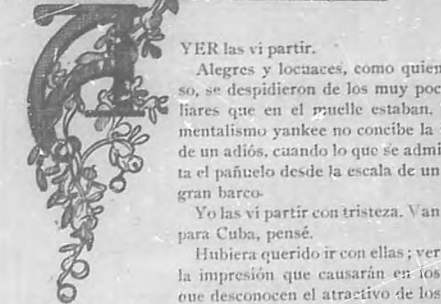 AYER las vi partir.
Alegres y locuaces, como quien
so, se despidieron de los muy poc
liares que en el muelle estaban.
mentalismo yankee no concibe la
de un adiós, cuando lo que se admi
ta el pañuelo desde la escala de un
gran barco.
Yo las vi partir con tristeza. Van
para Cuba, pensé.
Hubiera querido ir con ellas; ver
la impresión que causarán en los
que desconocen el atractivo de los